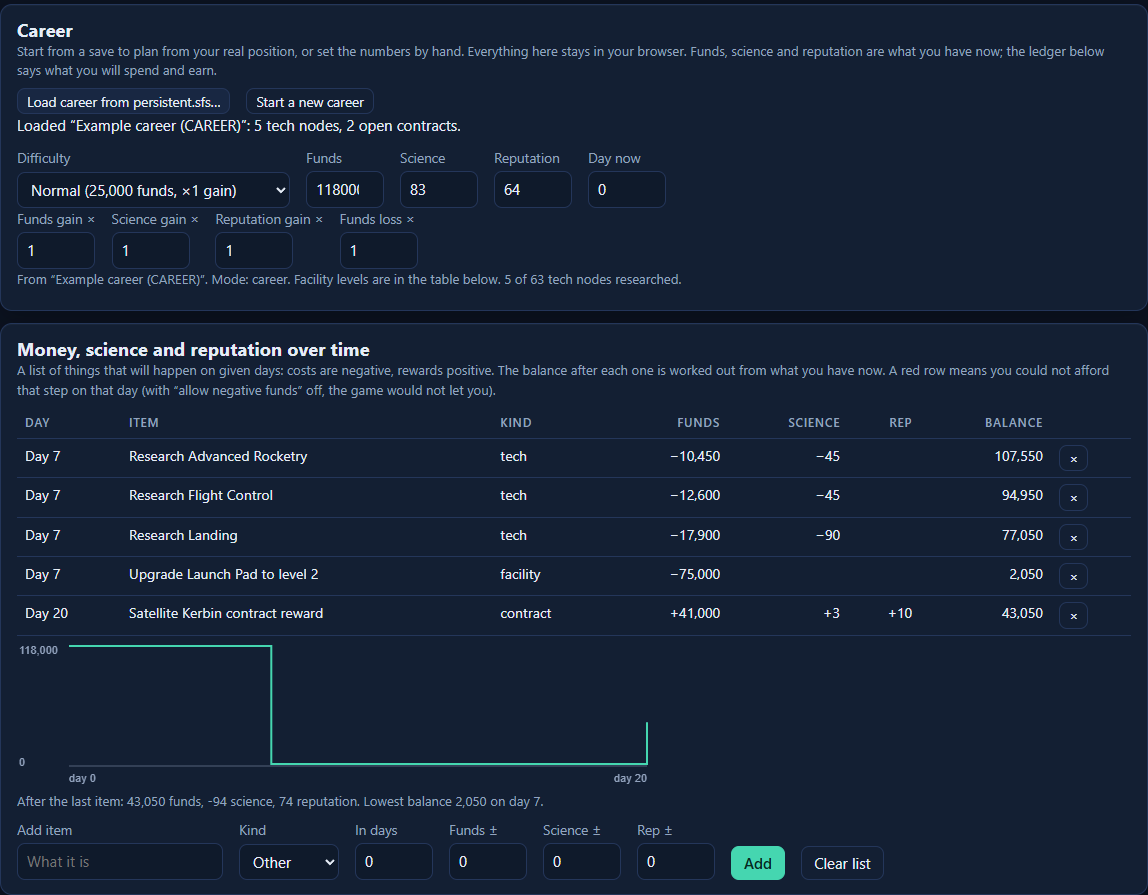 Career
Start from a save to plan from your real position, or set the numbers by hand. Everything here stays in your browser. Funds, science and reputation are what you have now; the ledger below
says what you will spend and earn.
Load career from persistent.sfs... Start a new career
Loaded “Example career (CAREER)”: 5 tech nodes, 2 open contracts.
Difficulty Funds Science Reputation Day now
Normal (25,000 funds, ×1 gain) 118000 83 64 0
Funds gain × Science gain × Reputation gain × Funds loss ×
1 1 1 1
From “Example career (CAREER)”. Mode: career. Facility levels are in the table below. 5 of 63 tech nodes researched.
Money, science and reputation over time
A list of things that will happen on given days: costs are negative, rewards positive. The balance after each one is worked out from what you have now. A red row means you could not afford
that step on that day (with “allow negative funds” off, the game would not let you).
DAY ITEM KIND FUNDS SCIENCE REP BALANCE
Day 7 Research Advanced Rocketry tech −10,450 −45 107,550 ×
Day 7 Research Flight Control tech −12,600 −45 94,950 ×
Day 7 Research Landing tech −17,900 −90 77,050 ×
Day 7 Upgrade Launch Pad to level 2 facility −75,000 2,050 ×
Day 20 Satellite Kerbin contract reward contract +41,000 +3 +10 43,050 ×
118,000
0
day 0 day 20
After the last item: 43,050 funds, -94 science, 74 reputation. Lowest balance 2,050 on day 7.
Add item Kind In days Funds ± Science ± Rep ±
What it is Other 0 0 0 0 Add Clear list